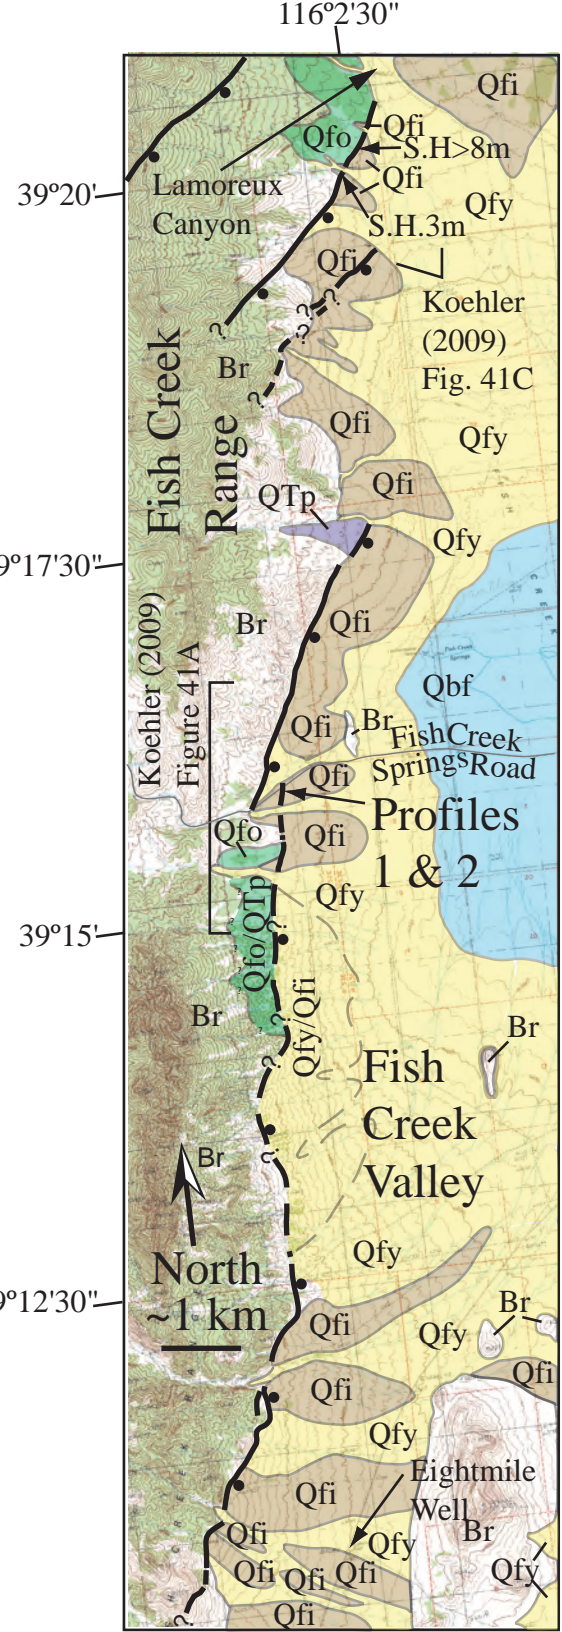 116º2'30"
Qfi
Qfo
Qfi
S.H>8m
Lamoreux
Canyon
Qfi
39º20'
Qfy
S.H.3m
Qfi
?
Koehler
(2009)
Fig. 41C
?
?
?
?
Br
?
Fish Creek
Range
Qfi
Qfy
Qfi
QTp
Qfy
9º17'30"
Br
Qfi
Koehler (2009)
Figure 41A
Qbf
Qfi
Br
FishCreek
SpringsRoad
Qfi
Profiles
1 & 2
Qfo
Qfi
Qfy
39º15'
Qfo/QTp
?
Br
?
Qfy/Qfi
Br
?
Fish
Creek
Valley
?
Br
North
~1 km
Qfy
9º12'30"
Br
Qfi
Qfy
Qfi
Qfi
Qfy
Eightmile
Well
Qfi
Br
Qfi
Qfy
Qfy
Qfi
Qfi
Qfi
?
Qfi